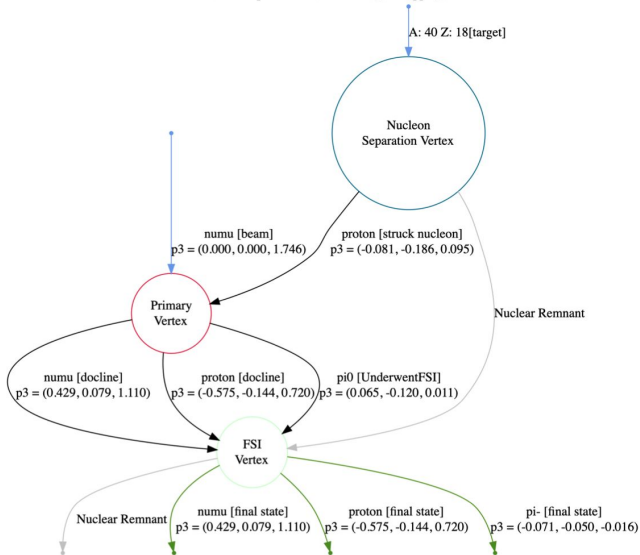 A: 40 Z: 18[target]
Nucleon
Separation Vertex
numu [beam]
p3 = (0.000, 0.000, 1.746)
proton [struck nucleon]
p3 = (-0.081, -0.186, 0.095)
Primary
Vertex
Nuclear Remnant
numu [docline]
p3 = (0.429, 0.079, 1.110)
proton [docline]
p3 = (-0.575, -0.144, 0.720)
pi0 [UnderwentFSI]
p3 = (0.065, -0.120, 0.011)
FSI
Vertex
Nuclear Remnant
numu [final state]
p3 = (0.429, 0.079, 1.110)
proton [final state]
p3 = (-0.575, -0.144, 0.720)
pi- [final state]
p3 = (-0.071, -0.050, -0.016)